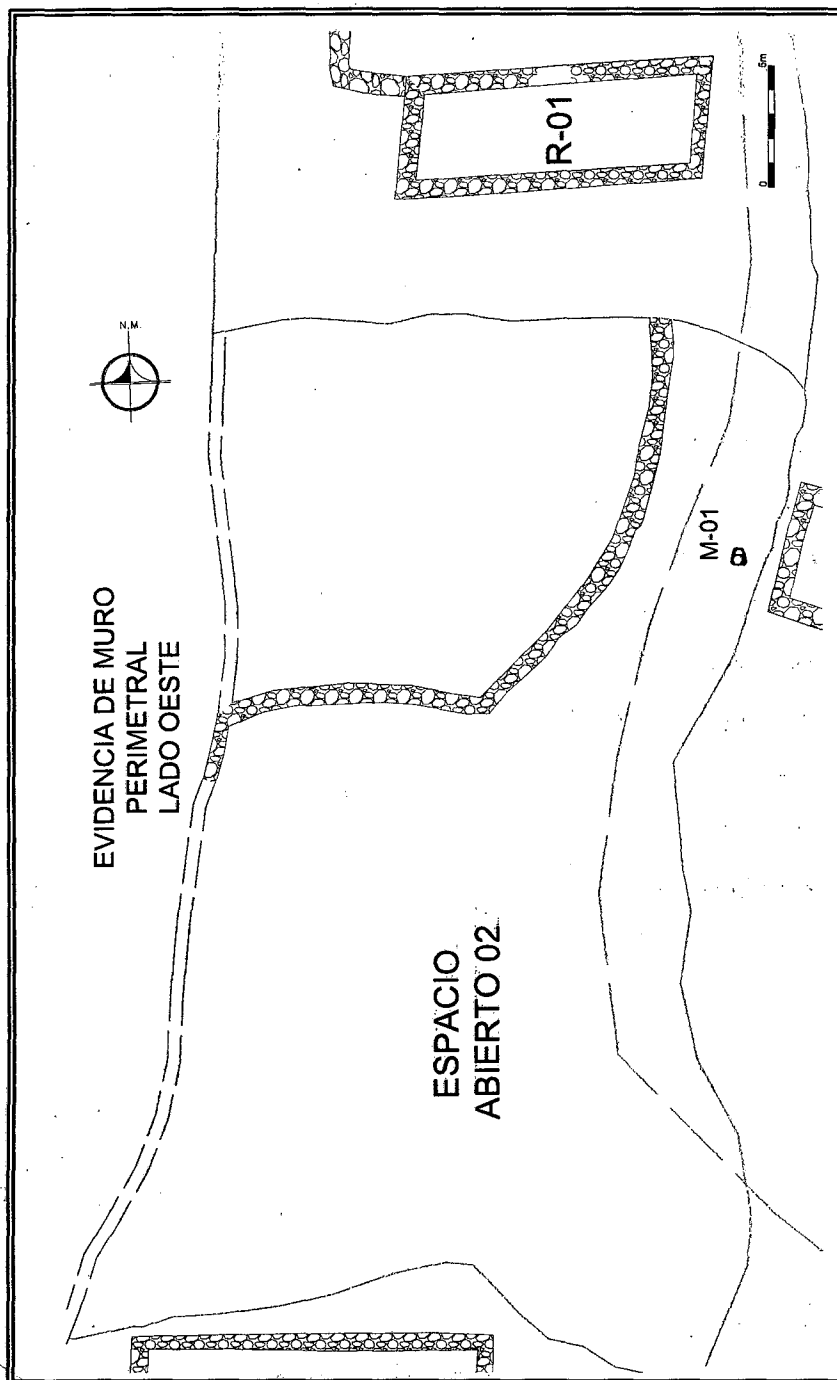 EVIDENCIA DE MURO
PERIMETRAL
LADO OESTE
N.M.
R-01
0 5m
M-01
ESPACIO
ABIERTO 02